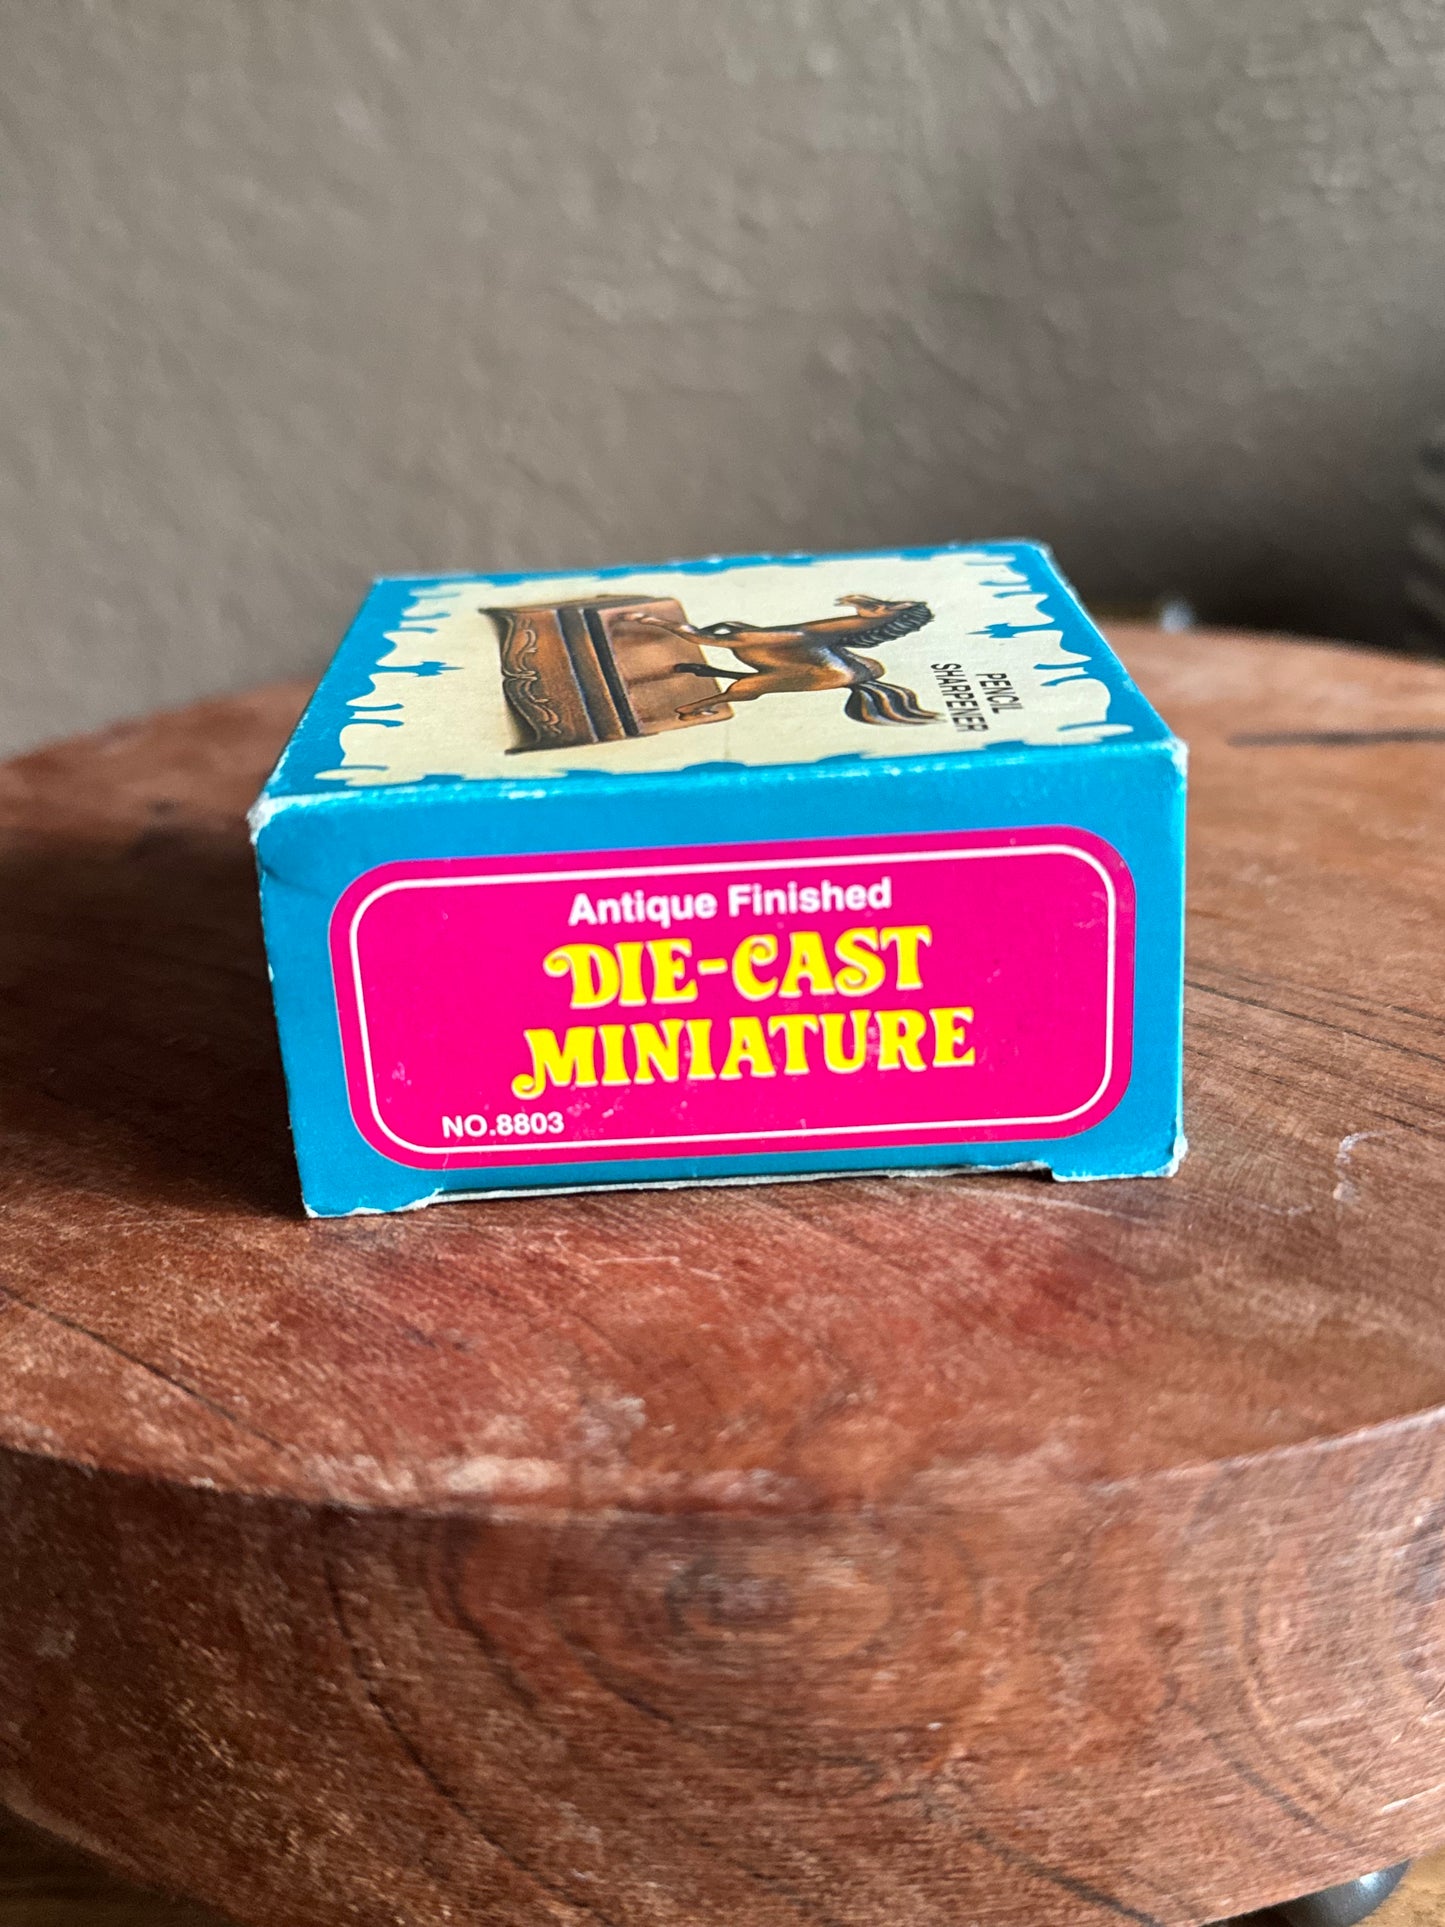 PENCIL
SHARPENER
Antique Finished
DIE-CAST
MINIATURE
NO.8803